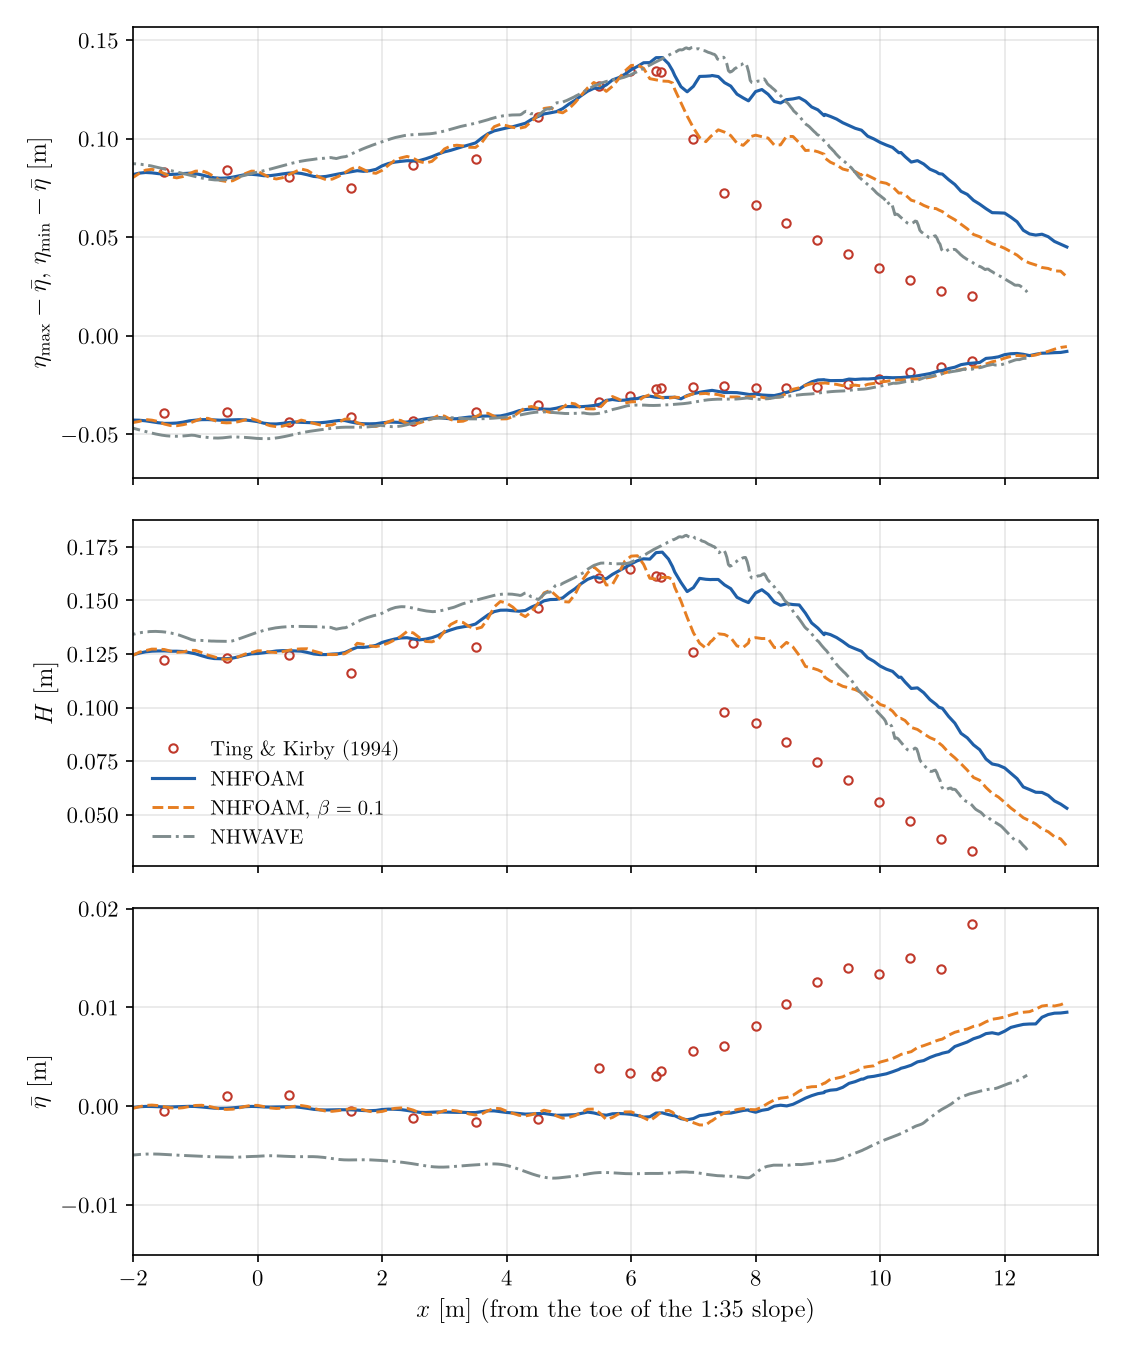 0.15
0.10
0.05
0.00
−0.05
η_max − η̄, η_min − η̄ [m]
0.175
0.150
0.125
0.100
0.075
0.050
H [m]
Ting & Kirby (1994)
NHFOAM
NHFOAM, β = 0.1
NHWAVE
0.02
0.01
0.00
−0.01
η̄ [m]
−2 0 2 4 6 8 10 12
x [m] (from the toe of the 1:35 slope)